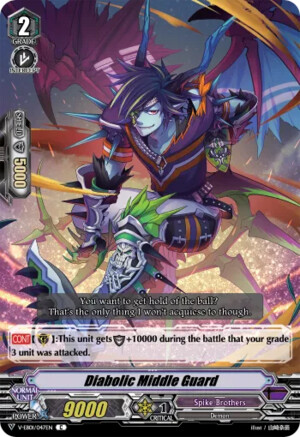 2
GRADE
INTERCEPT
SHIELD
5000
You want to get hold of the ball?
That's the only thing I won't acquiesce to though.
CONT [ ]:This unit gets +10000 during the battle that your grade
3 unit was attacked.
Diabolic Middle Guard
NORMAL
UNIT
POWER
9000
1
CRITICAL
Spike Brothers
Demon
V-EB01/047EN C